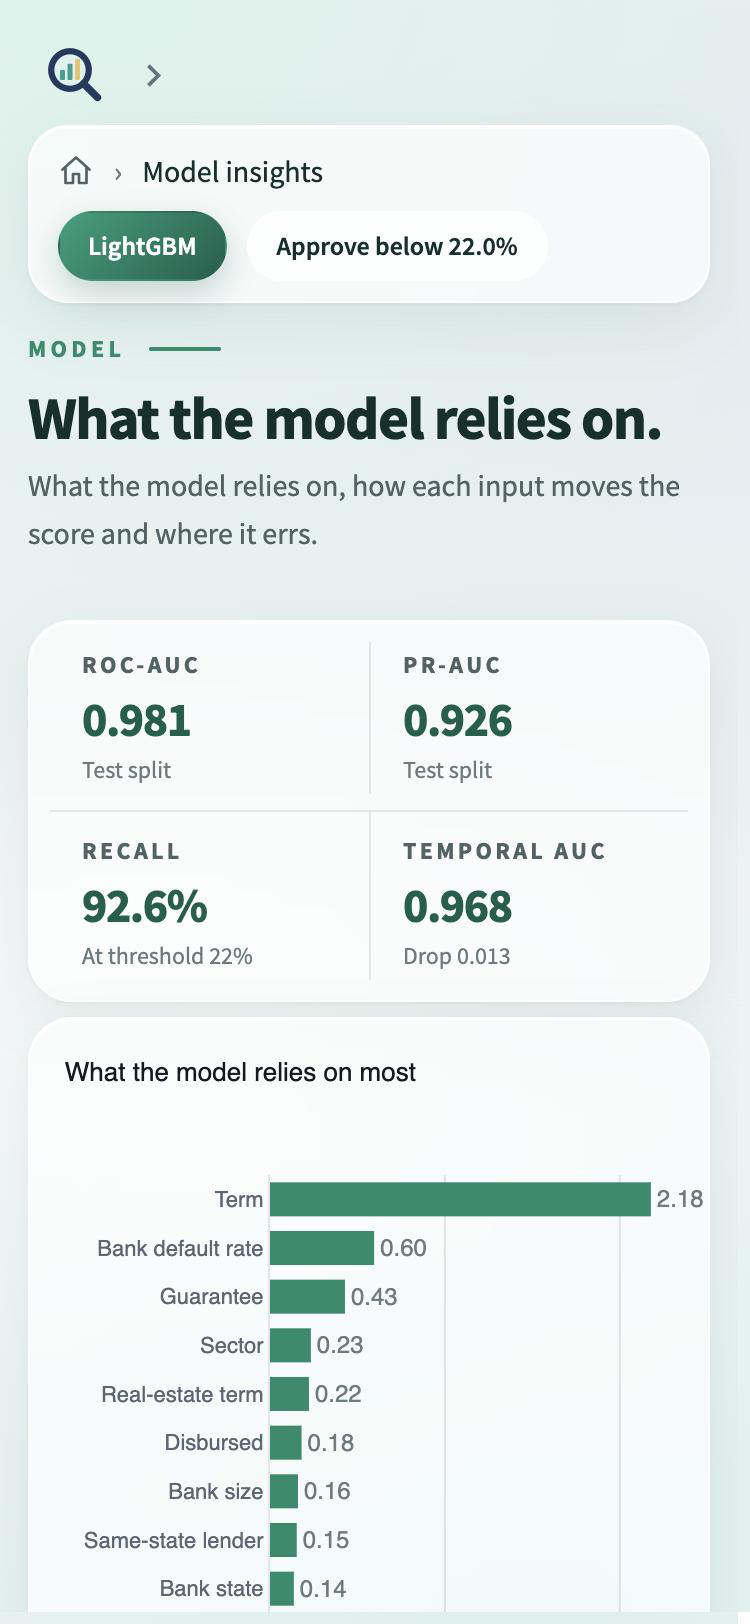 › Model insights
LightGBM Approve below 22.0%
MODEL
What the model relies on.
What the model relies on, how each input moves the
score and where it errs.
ROC-AUC PR-AUC
0.981 0.926
Test split Test split
RECALL TEMPORAL AUC
92.6% 0.968
At threshold 22% Drop 0.013
What the model relies on most
Term 2.18
Bank default rate 0.60
Guarantee 0.43
Sector 0.23
Real-estate term 0.22
Disbursed 0.18
Bank size 0.16
Same-state lender 0.15
Bank state 0.14